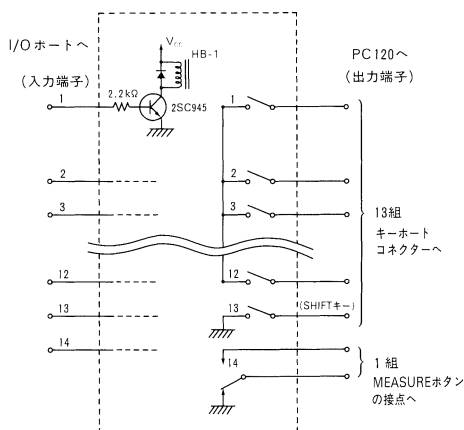 I/Oポートへ
(入力端子)
Vcc
HB-1
2.2kΩ
2SC945
PC120へ
(出力端子)
1
1
2
2
3
3
12
12
13
13
(SHIFTキー)
14
14
13組
キーボート
コネクターへ
1組
MEASUREボタン
の接点へ